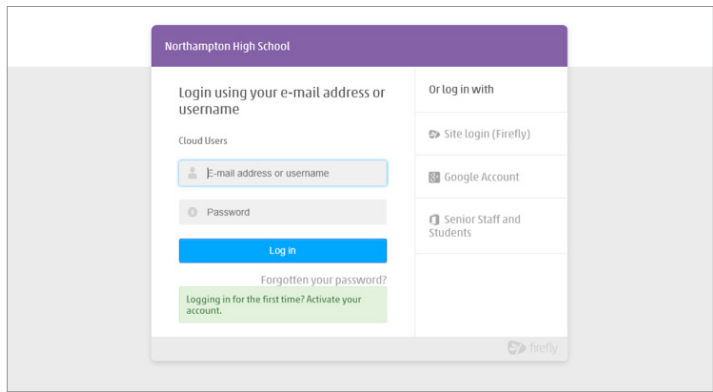 Northampton High School
Login using your e-mail address or
username
Cloud Users
E-mail address or username
Password
Log in
Forgotten your password?
Logging in for the first time? Activate your
account.
Or log in with
Site login (Firefly)
Google Account
Senior Staff and
Students
firefly